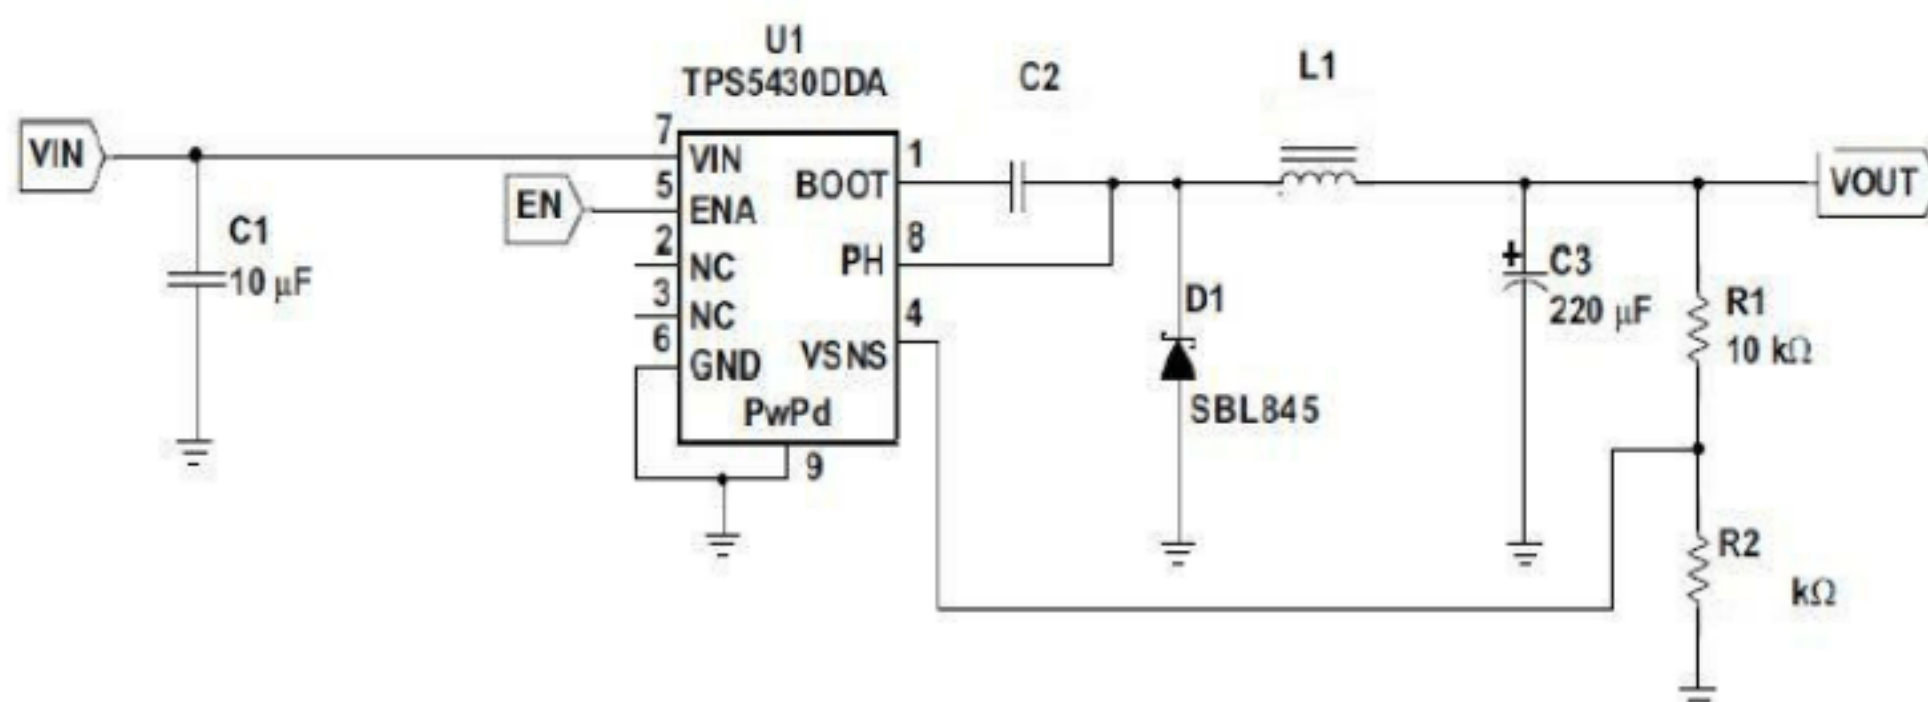 U1
TPS5430DDA
C2
L1
VIN
7
VIN
1
BOOT
VOUT
EN
5
ENA
C1
10 µF
2
NC
8
PH
3
NC
4
VSNS
6
GND
PwPd
9
D1
SBL845
+
C3
220 µF
R1
10 kΩ
R2
kΩ